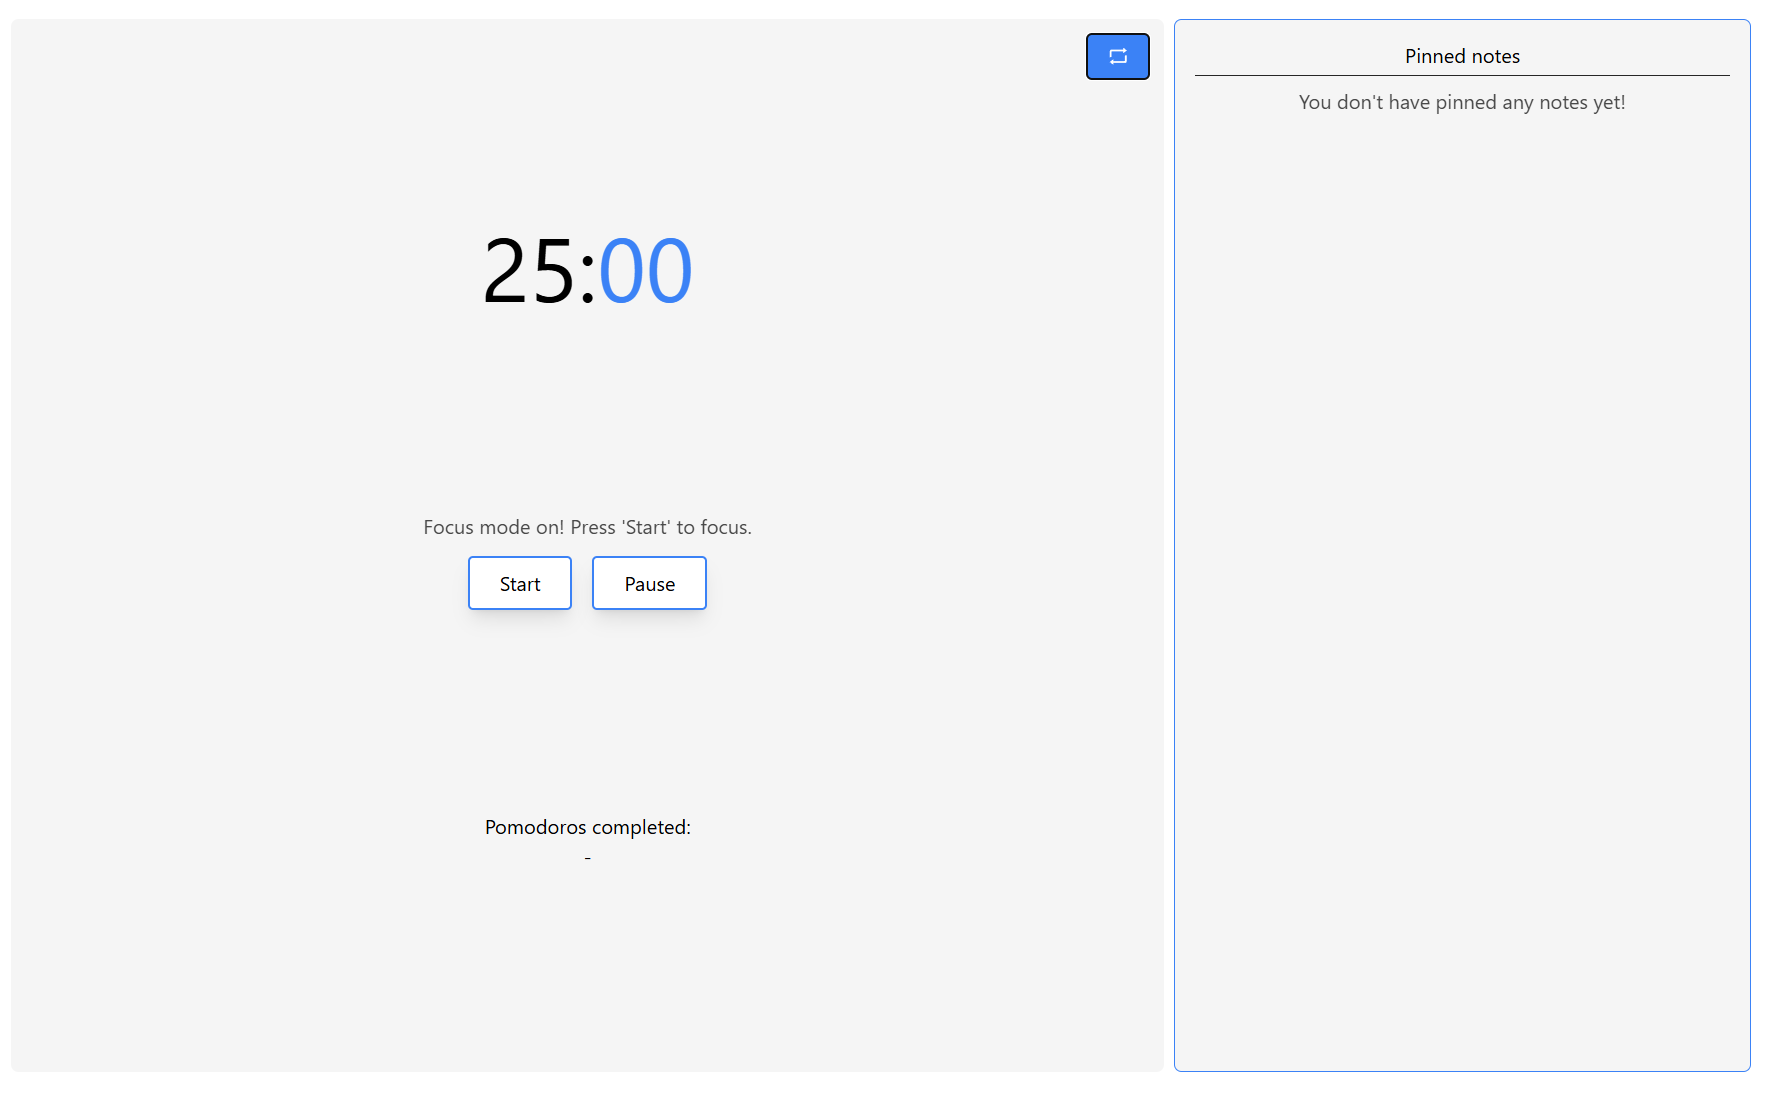 25:00
Focus mode on! Press 'Start' to focus.
Start
Pause
Pomodoros completed:
-
Pinned notes
You don't have pinned any notes yet!